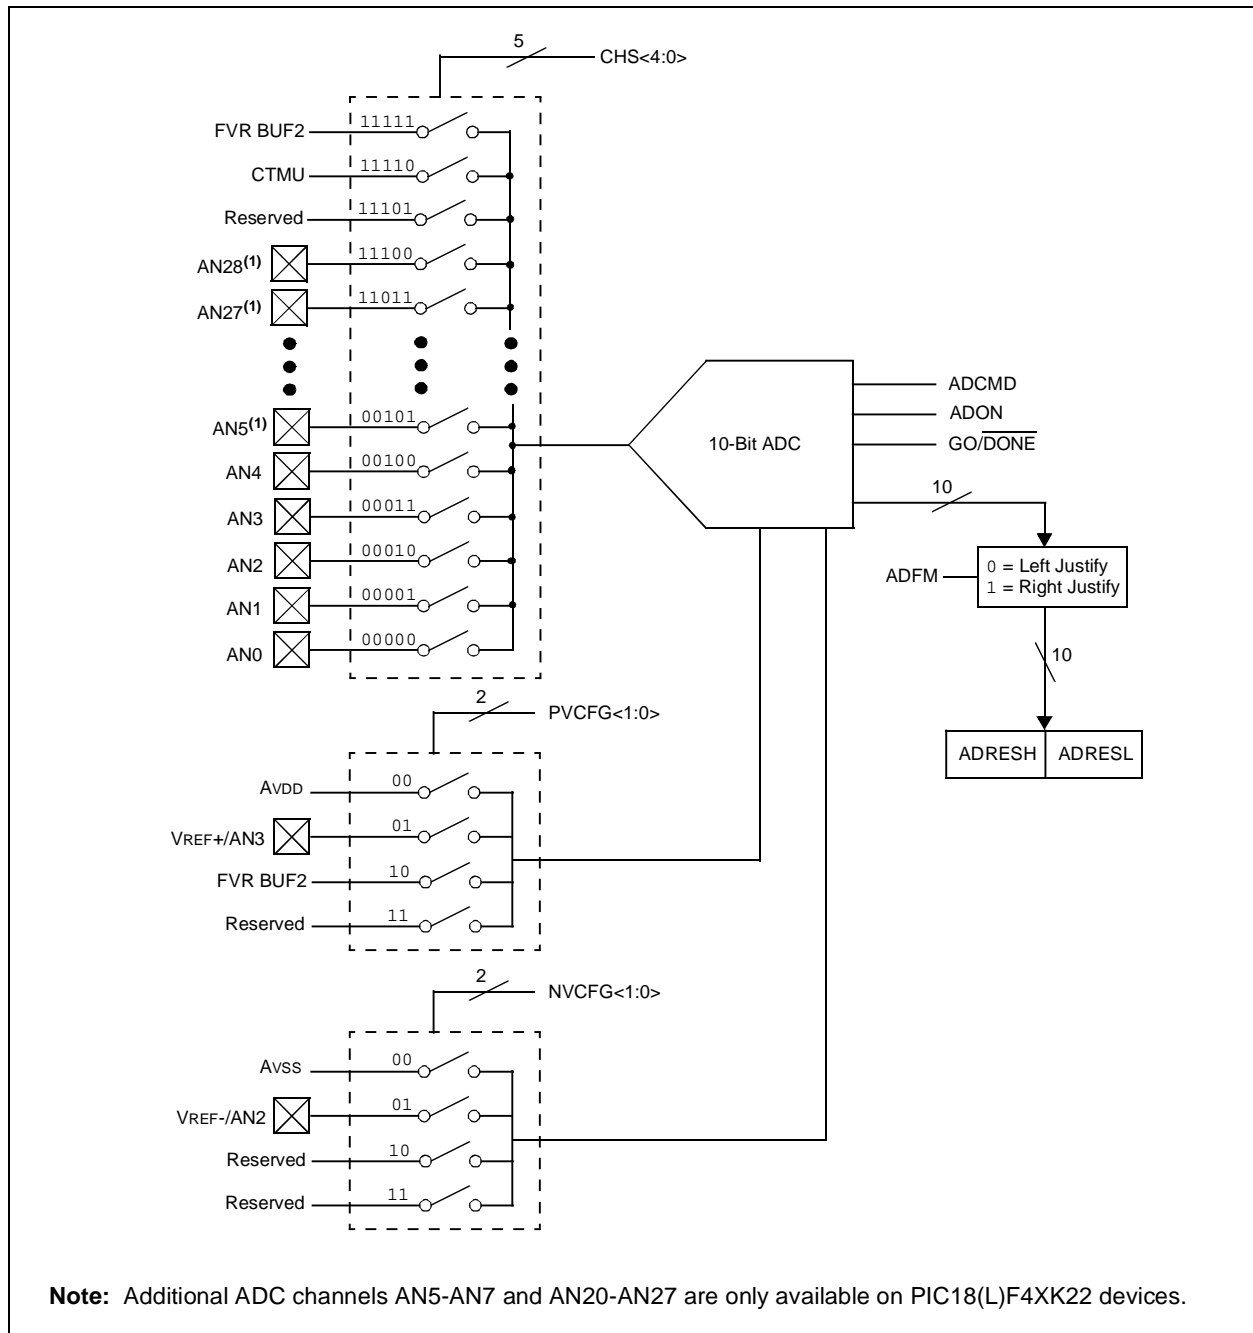 5
CHS<4:0>
FVR BUF2
11111
CTMU
11110
Reserved
11101
AN28(1)
11100
AN27(1)
11011
AN5(1)
00101
AN4
00100
AN3
00011
AN2
00010
AN1
00001
AN0
00000
10-Bit ADC
ADCMD
ADON
GO/DONE
10
ADFM
0 = Left Justify
1 = Right Justify
10
ADRESH
ADRESL
2
PVCFG<1:0>
AVDD
00
VREF+/AN3
01
FVR BUF2
10
Reserved
11
2
NVCFG<1:0>
AVSS
00
VREF-/AN2
01
Reserved
10
Reserved
11
Note: Additional ADC channels AN5-AN7 and AN20-AN27 are only available on PIC18(L)F4XK22 devices.